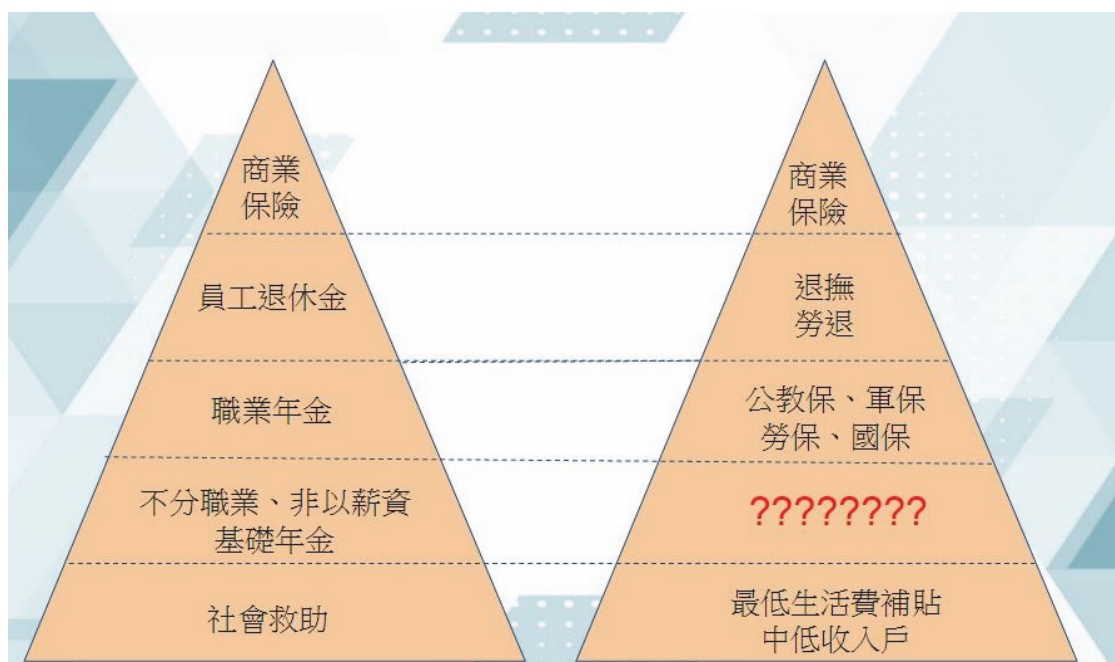 商業
保險
員工退休金
職業年金
不分職業、非以薪資
基礎年金
社會救助
商業
保險
退撫
勞退
公教保、軍保
勞保、國保
????????
最低生活費補貼
中低收入戶